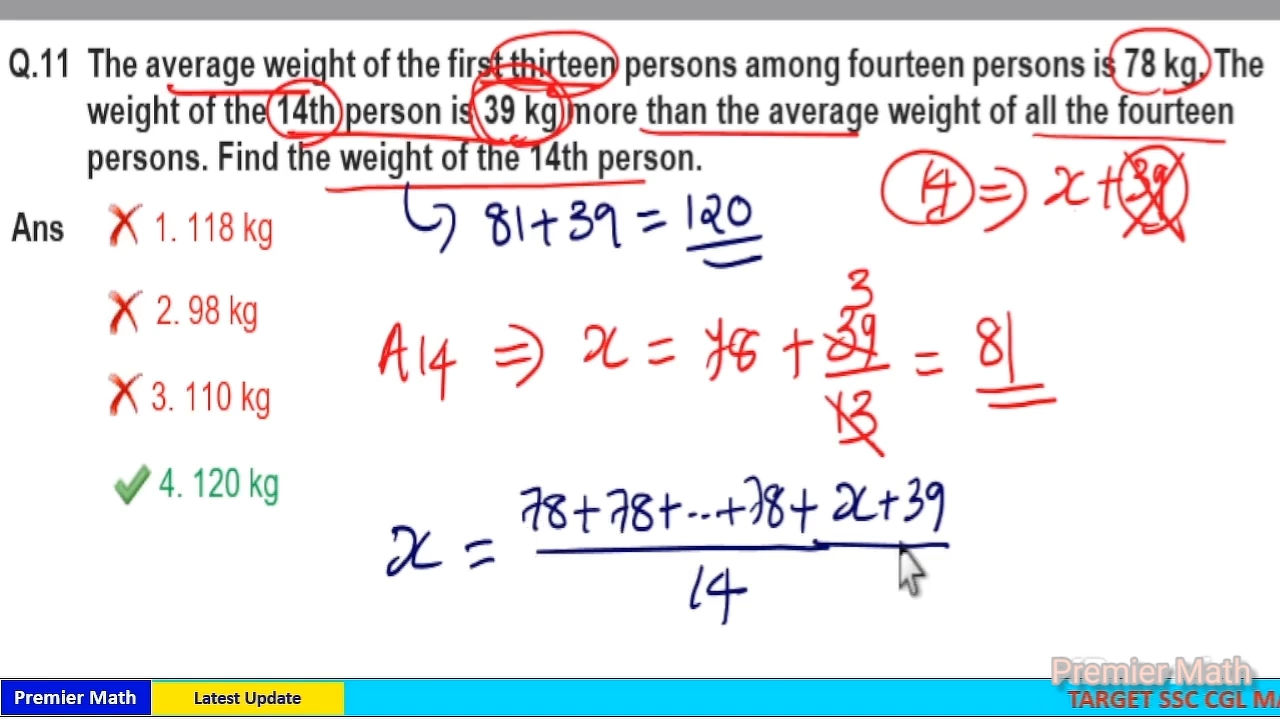 Q.11 The average weight of the first thirteen persons among fourteen persons is 78 kg. The
weight of the 14th person is 39 kg more than the average weight of all the fourteen
persons. Find the weight of the 14th person.
14 ⇒ x + 39
81 + 39 = 120
Ans 1. 118 kg
2. 98 kg
3
A14 ⇒ x = 78 + 39 = 81
13
3. 110 kg
4. 120 kg
78 + 78 + .. + 78 + x + 39
x =
14
Premier Math
Premier Math Latest Update TARGET SSC CGL MA